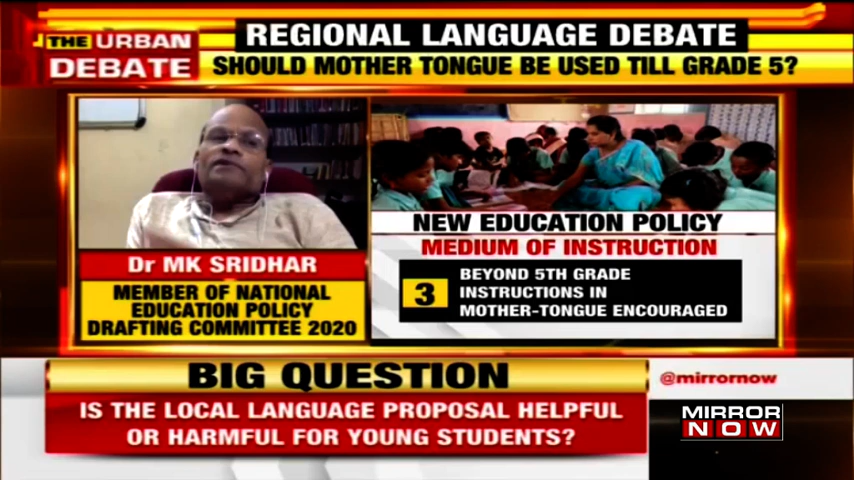 THE URBAN
DEBATE
REGIONAL LANGUAGE DEBATE
SHOULD MOTHER TONGUE BE USED TILL GRADE 5?
Dr MK SRIDHAR
MEMBER OF NATIONAL
EDUCATION POLICY
DRAFTING COMMITTEE 2020
NEW EDUCATION POLICY
MEDIUM OF INSTRUCTION
3
BEYOND 5TH GRADE
INSTRUCTIONS IN
MOTHER-TONGUE ENCOURAGED
BIG QUESTION
IS THE LOCAL LANGUAGE PROPOSAL HELPFUL
OR HARMFUL FOR YOUNG STUDENTS?
@mirrornow
MIRROR
NOW